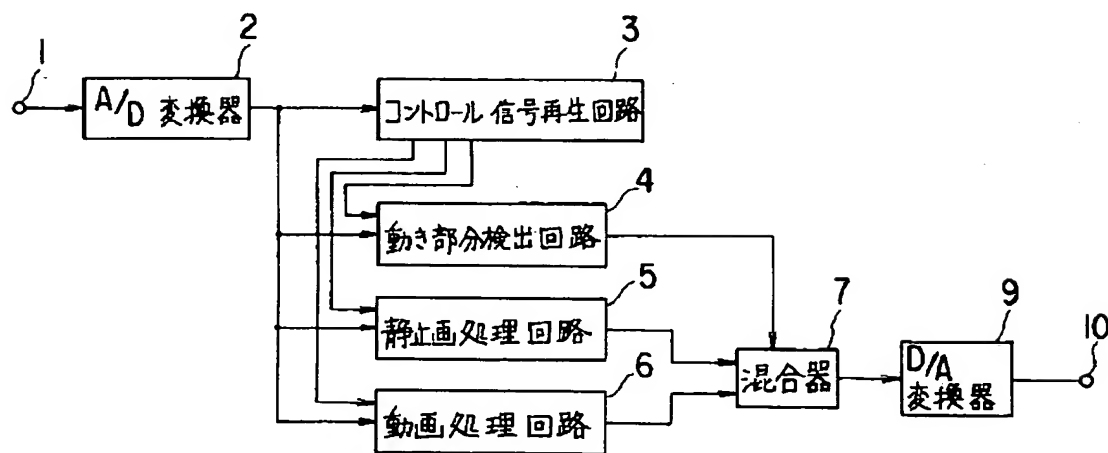 1
2
3
A/D 変換器
コントロール信号再生回路
4
動き部分検出回路
5
静止画処理回路
6
動画処理回路
7
混合器
9
D/A
変換器
10